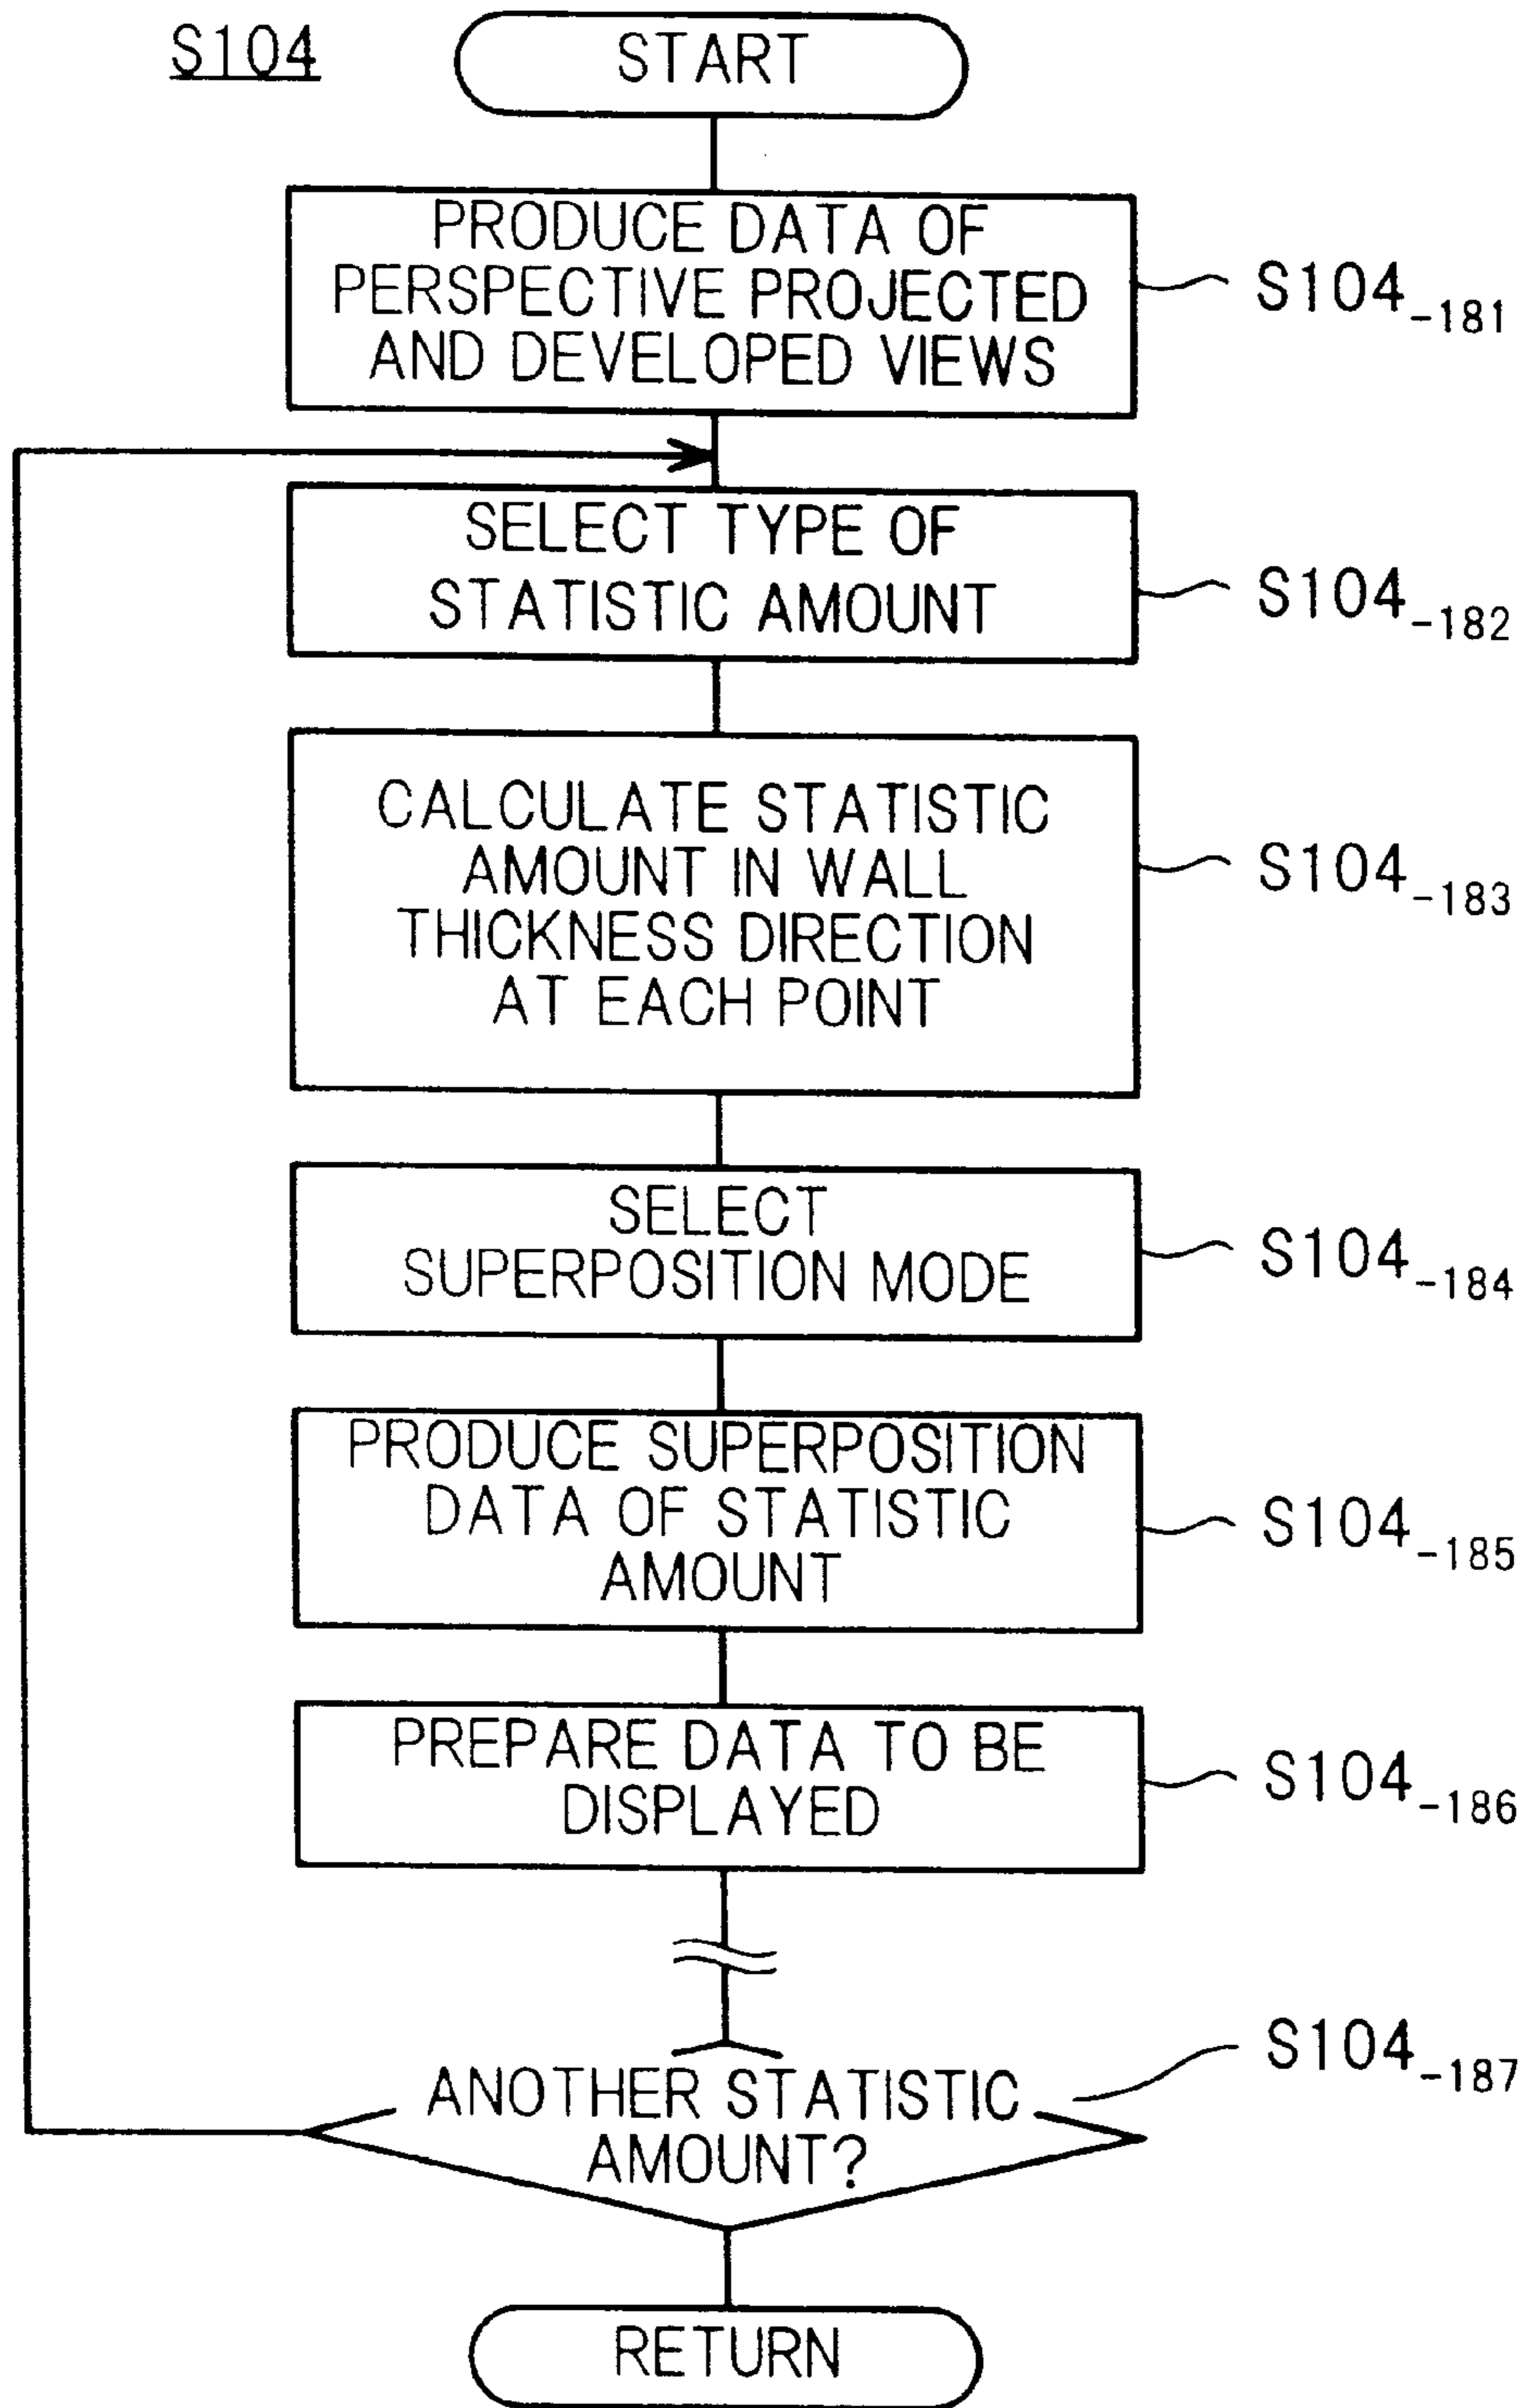 S104
START
PRODUCE DATA OF
PERSPECTIVE PROJECTED
AND DEVELOPED VIEWS
S104-181
SELECT TYPE OF
STATISTIC AMOUNT
S104-182
CALCULATE STATISTIC
AMOUNT IN WALL
THICKNESS DIRECTION
AT EACH POINT
S104-183
SELECT
SUPERPOSITION MODE
S104-184
PRODUCE SUPERPOSITION
DATA OF STATISTIC
AMOUNT
S104-185
PREPARE DATA TO BE
DISPLAYED
S104-186
ANOTHER STATISTIC
AMOUNT?
S104-187
RETURN